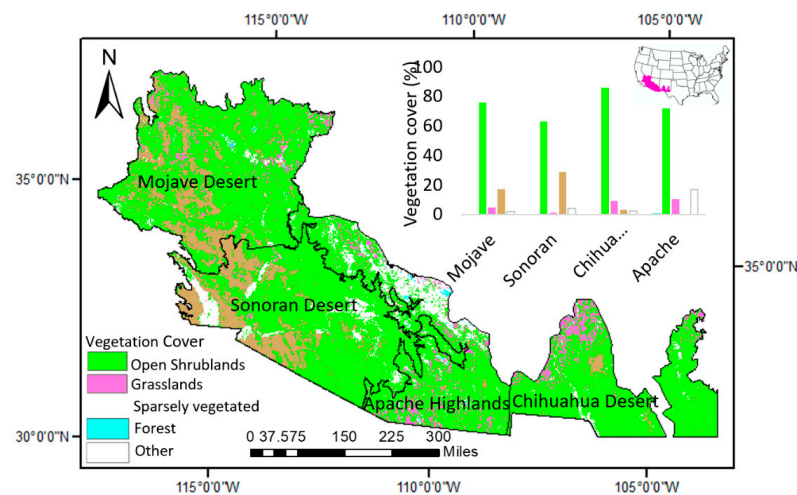 115°0'0"W
110°0'0"W
105°0'0"W
N
Vegetation cover (%)
100
80
60
40
20
0
Mojave
Sonoran
Chihua...
Apache
35°0'0"N
35°0'0"N
30°0'0"N
Mojave Desert
Sonoran Desert
Apache Highlands
Chihuahua Desert
Vegetation Cover
Open Shrublands
Grasslands
Sparsely vegetated
Forest
Other
0 37.575 150 225 300
Miles
115°0'0"W
110°0'0"W
105°0'0"W